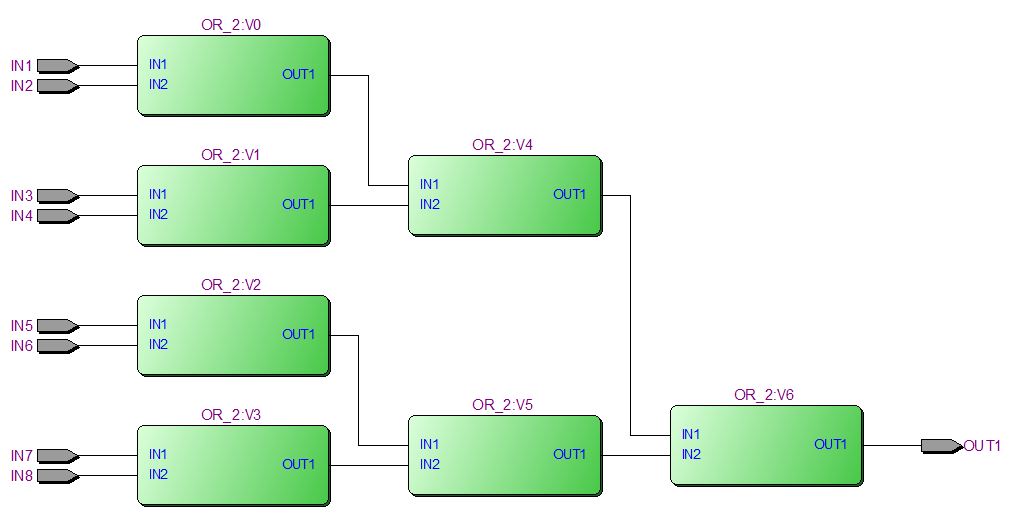 OR_2:V0
IN1
IN2
IN1
IN2
OUT1
OR_2:V1
IN3
IN4
IN1
IN2
OUT1
OR_2:V4
IN1
IN2
OUT1
OR_2:V2
IN5
IN6
IN1
IN2
OUT1
OR_2:V3
IN7
IN8
IN1
IN2
OUT1
OR_2:V5
IN1
IN2
OUT1
OR_2:V6
IN1
IN2
OUT1
OUT1